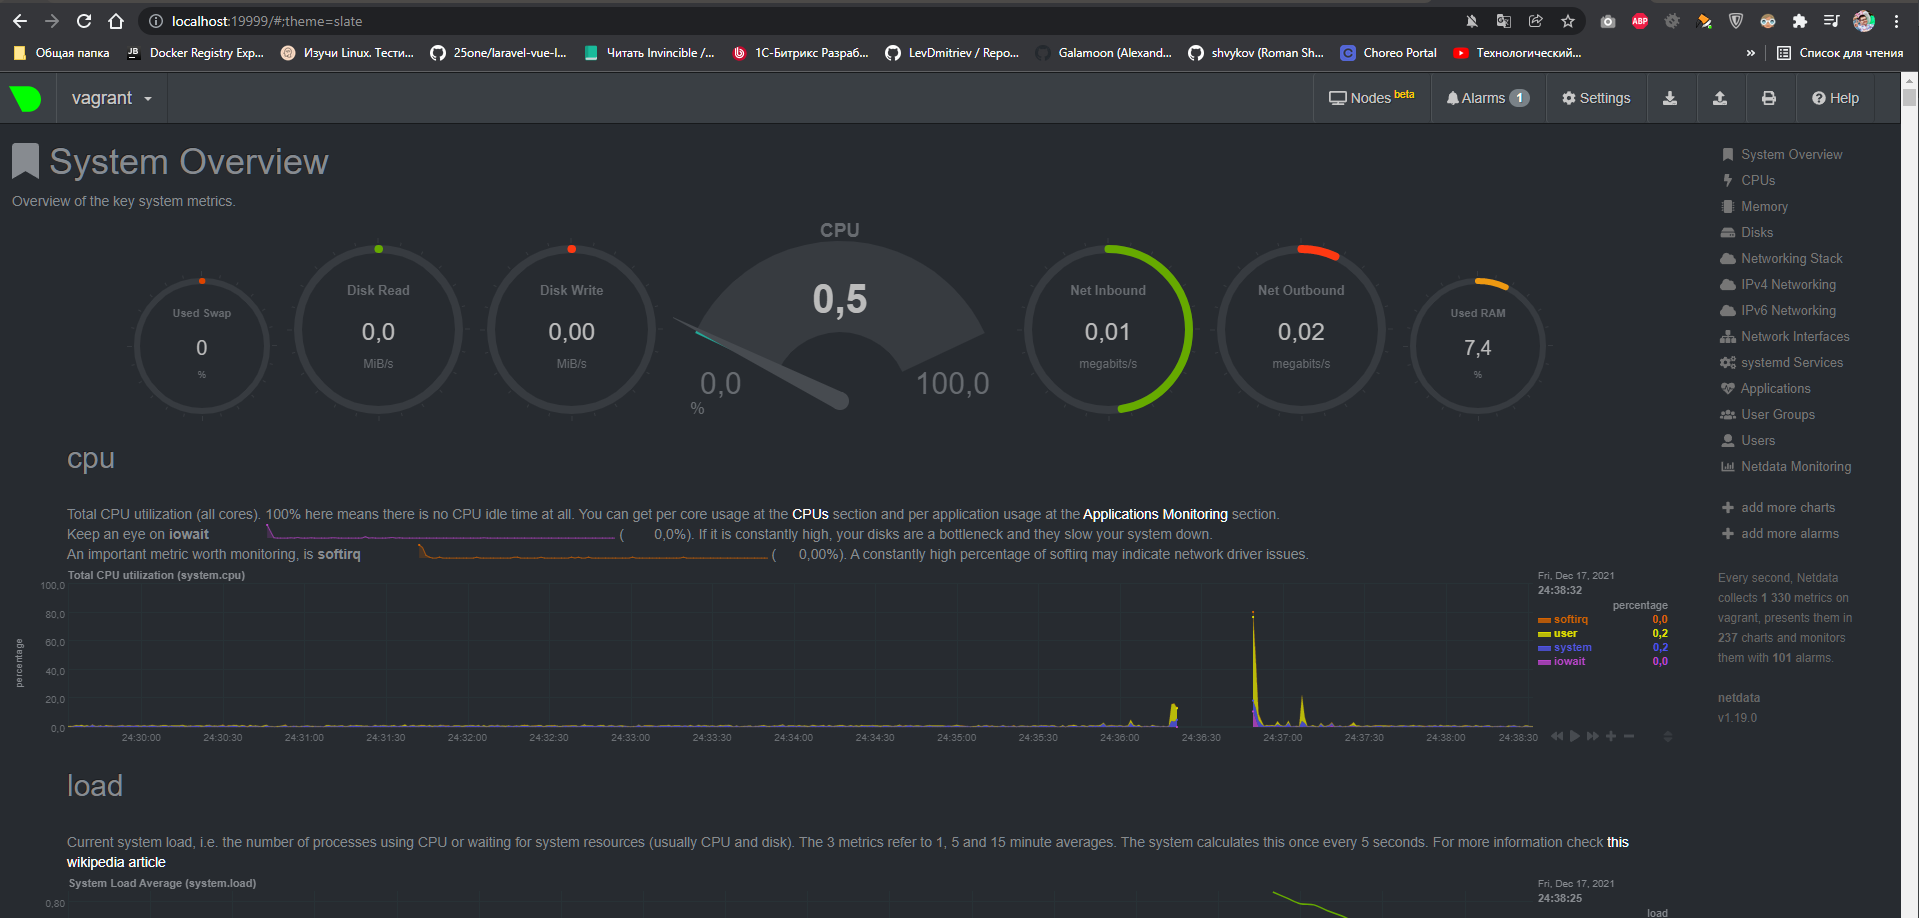 localhost:19999/#;theme=slate
ABP
Общая папка
JB Docker Registry Exp...
Изучи Linux. Тести...
25one/laravel-vue-l...
Читать Invincible /...
1С-Битрикс Разраб...
LevDmitriev / Repo...
Galamoon (Alexand...
shvykov (Roman Sh...
Choreo Portal
Технологический...
»
Список для чтения
vagrant
Nodes beta
Alarms 1
Settings
Help
System Overview
Overview of the key system metrics.
Used Swap
0
%
Disk Read
0,0
MiB/s
Disk Write
0,00
MiB/s
CPU
0,5
0,0
100,0
%
Net Inbound
0,01
megabits/s
Net Outbound
0,02
megabits/s
Used RAM
7,4
%
cpu
Total CPU utilization (all cores). 100% here means there is no CPU idle time at all. You can get per core usage at the CPUs section and per application usage at the Applications Monitoring section.
Keep an eye on iowait ( 0,0%). If it is constantly high, your disks are a bottleneck and they slow your system down.
An important metric worth monitoring, is softirq ( 0,00%). A constantly high percentage of softirq may indicate network driver issues.
Total CPU utilization (system.cpu)
100,0
80,0
60,0
40,0
20,0
0,0
percentage
24:30:00 24:30:30 24:31:00 24:31:30 24:32:00 24:32:30 24:33:00 24:33:30 24:34:00 24:34:30 24:35:00 24:35:30 24:36:00 24:36:30 24:37:00 24:37:30 24:38:00 24:38:30
Fri, Dec 17, 2021
24:38:32
percentage
softirq 0,0
user 0,2
system 0,2
iowait 0,0
load
Current system load, i.e. the number of processes using CPU or waiting for system resources (usually CPU and disk). The 3 metrics refer to 1, 5 and 15 minute averages. The system calculates this once every 5 seconds. For more information check this
wikipedia article
System Load Average (system.load)
0.80
Fri, Dec 17, 2021
24:38:25
load
System Overview
CPUs
Memory
Disks
Networking Stack
IPv4 Networking
IPv6 Networking
Network Interfaces
systemd Services
Applications
User Groups
Users
Netdata Monitoring
add more charts
add more alarms
Every second, Netdata
collects 1 330 metrics on
vagrant, presents them in
237 charts and monitors
them with 101 alarms.
netdata
v1.19.0